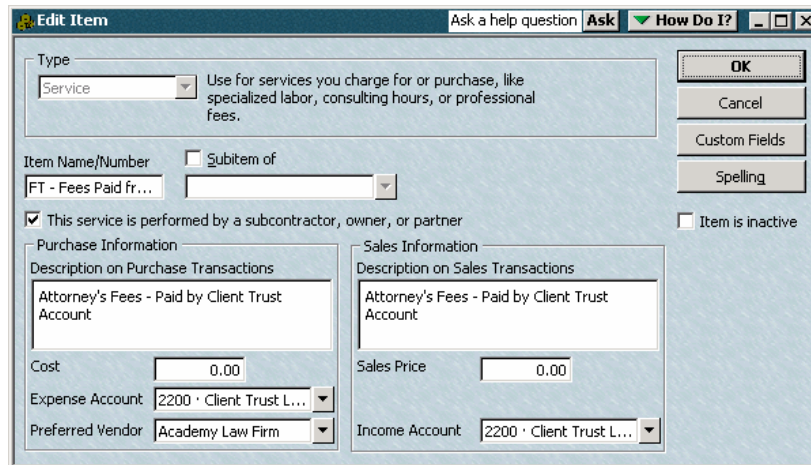 Edit Item
Ask a help question Ask How Do I?
Type
Service
Use for services you charge for or purchase, like
specialized labor, consulting hours, or professional
fees.
OK
Cancel
Custom Fields
Spelling
Item is inactive
Item Name/Number
Subitem of
FT - Fees Paid fr...
This service is performed by a subcontractor, owner, or partner
Purchase Information
Description on Purchase Transactions
Attorney's Fees - Paid by Client Trust
Account
Cost 0.00
Expense Account 2200 · Client Trust L...
Preferred Vendor Academy Law Firm
Sales Information
Description on Sales Transactions
Attorney's Fees - Paid by Client Trust
Account
Sales Price 0.00
Income Account 2200 · Client Trust L...